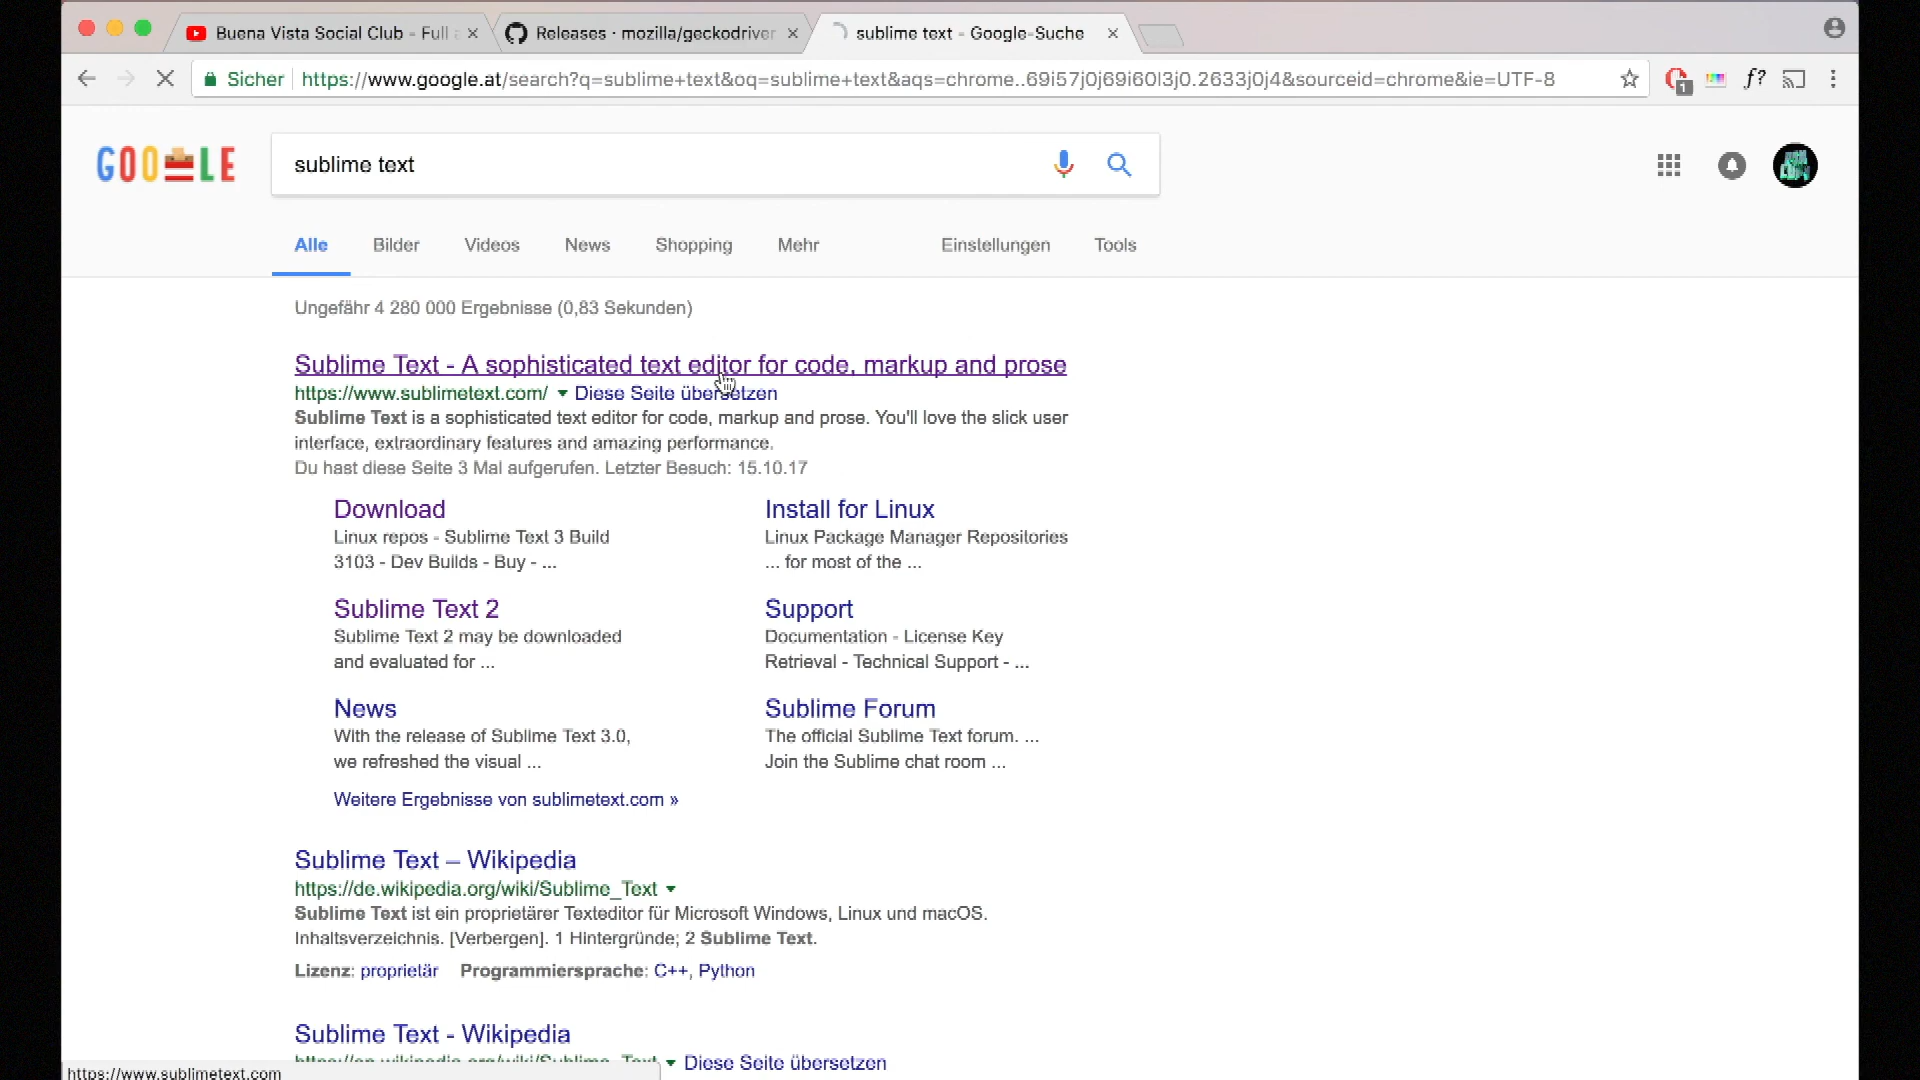 Buena Vista Social Club - Full
Releases · mozilla/geckodriver
sublime text - Google-Suche
Sicher https://www.google.at/search?q=sublime+text&oq=sublime+text&aqs=chrome..69i57j0j69i60l3j0.2633j0j4&sourceid=chrome&ie=UTF-8
f?
1
GOOGLE
sublime text
Alle Bilder Videos News Shopping Mehr Einstellungen Tools
Ungefähr 4 280 000 Ergebnisse (0,83 Sekunden)
Sublime Text - A sophisticated text editor for code, markup and prose
https://www.sublimetext.com/ Diese Seite übersetzen
Sublime Text is a sophisticated text editor for code, markup and prose. You'll love the slick user
interface, extraordinary features and amazing performance.
Du hast diese Seite 3 Mal aufgerufen. Letzter Besuch: 15.10.17
Download
Linux repos - Sublime Text 3 Build
3103 - Dev Builds - Buy - ...
Install for Linux
Linux Package Manager Repositories
... for most of the ...
Sublime Text 2
Sublime Text 2 may be downloaded
and evaluated for ...
Support
Documentation - License Key
Retrieval - Technical Support - ...
News
With the release of Sublime Text 3.0,
we refreshed the visual ...
Sublime Forum
The official Sublime Text forum. ...
Join the Sublime chat room ...
Weitere Ergebnisse von sublimetext.com »
Sublime Text – Wikipedia
https://de.wikipedia.org/wiki/Sublime_Text
Sublime Text ist ein proprietärer Texteditor für Microsoft Windows, Linux und macOS.
Inhaltsverzeichnis. [Verbergen]. 1 Hintergründe; 2 Sublime Text.
Lizenz: proprietär Programmiersprache: C++, Python
Sublime Text - Wikipedia
https://en.wikipedia.org/wiki/Sublime_Text Diese Seite übersetzen
https://www.sublimetext.com